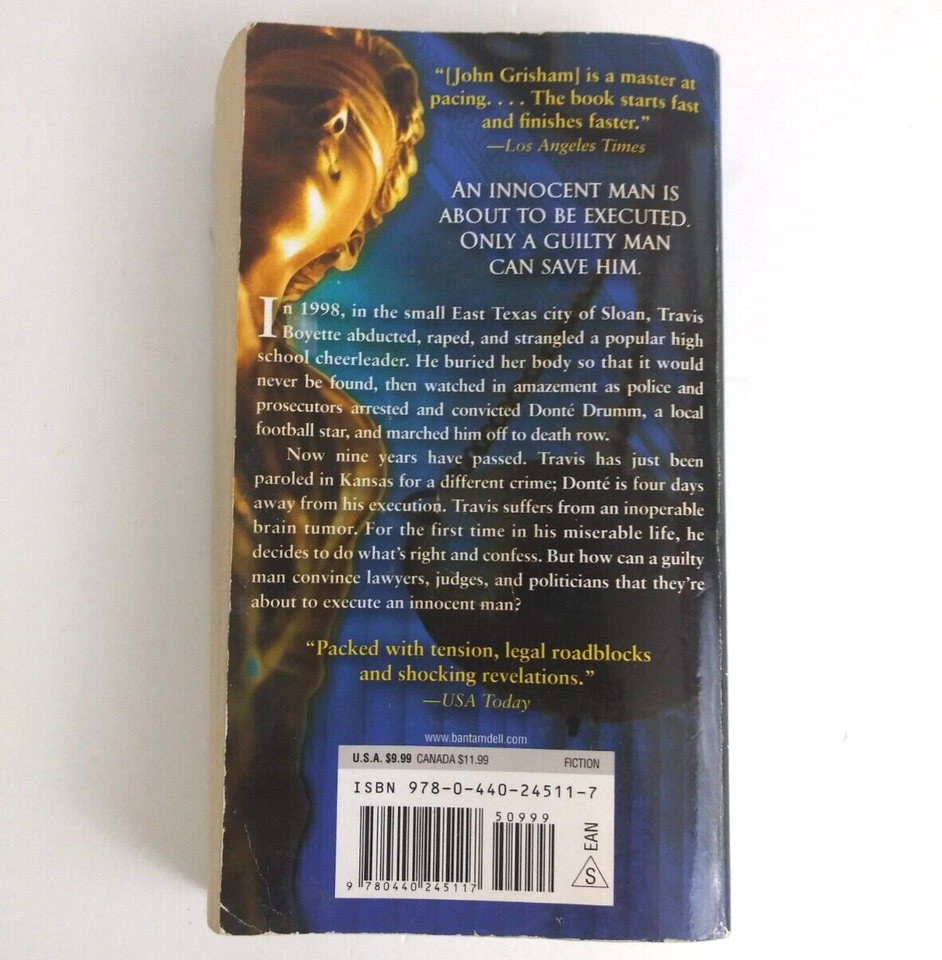 “[John Grisham] is a master at
pacing. . . . The book starts fast
and finishes faster.”
—Los Angeles Times
AN INNOCENT MAN IS
ABOUT TO BE EXECUTED.
ONLY A GUILTY MAN
CAN SAVE HIM.
In 1998, in the small East Texas city of Sloan, Travis
Boyette abducted, raped, and strangled a popular high
school cheerleader. He buried her body so that it would
never be found, then watched in amazement as police and
prosecutors arrested and convicted Donté Drumm, a local
football star, and marched him off to death row.
Now nine years have passed. Travis has just been
paroled in Kansas for a different crime; Donté is four days
away from his execution. Travis suffers from an inoperable
brain tumor. For the first time in his miserable life, he
decides to do what’s right and confess. But how can a guilty
man convince lawyers, judges, and politicians that they’re
about to execute an innocent man?
“Packed with tension, legal roadblocks
and shocking revelations.”
—USA Today
www.bantamdell.com
U.S.A. $9.99 CANADA $11.99 FICTION
ISBN 978-0-440-24511-7
50999
EAN
S
9 780440 245117